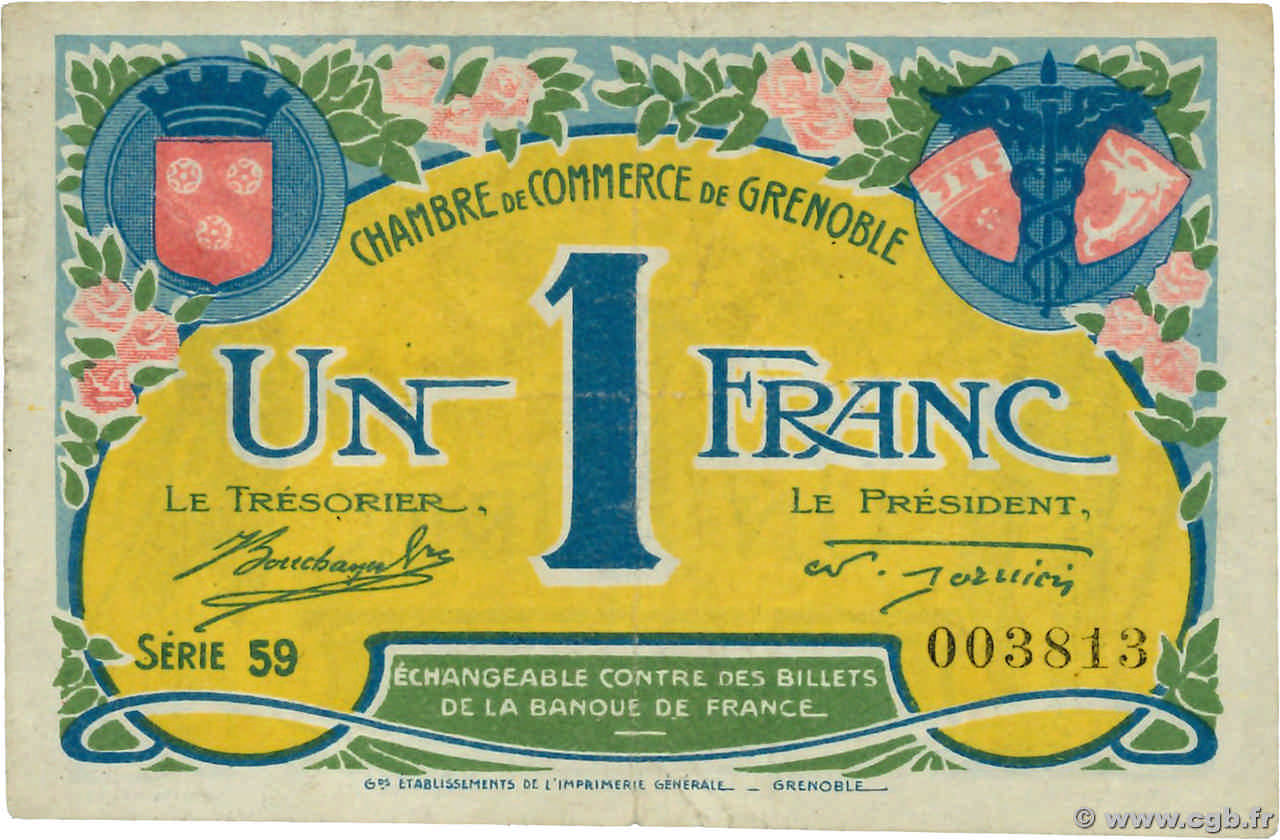 CHAMBRE DE COMMERCE DE GRENOBLE
UN 1 FRANC
LE TRÉSORIER,
LE PRÉSIDENT,
SÉRIE 59
003813
ÉCHANGEABLE CONTRE DES BILLETS
DE LA BANQUE DE FRANCE
GDS ÉTABLISSEMENTS DE L'IMPRIMERIE GÉNÉRALE _ GRENOBLE
© www.cgb.fr